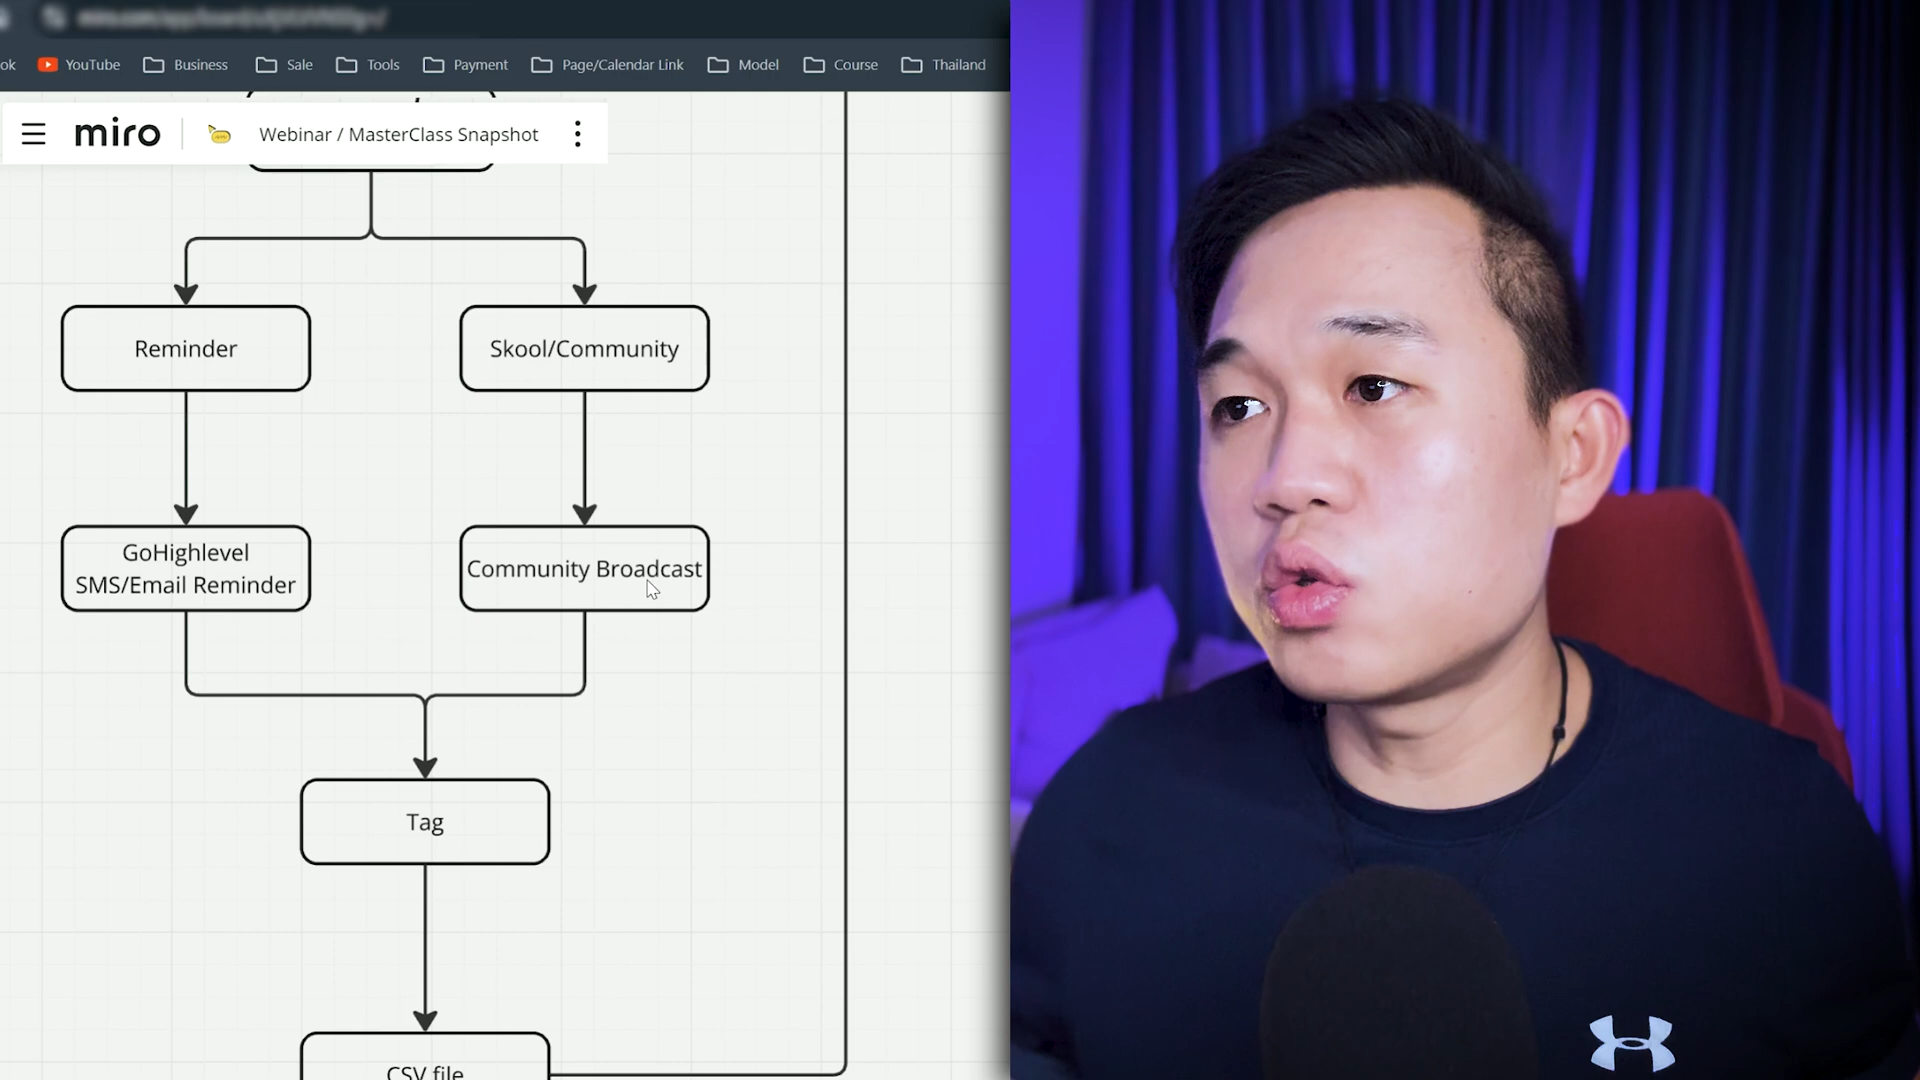 ok YouTube Business Sale Tools Payment Page/Calendar Link Model Course Thailand
miro Webinar / MasterClass Snapshot
Reminder
Skool/Community
GoHighlevel
SMS/Email Reminder
Community Broadcast
Tag
CSV file